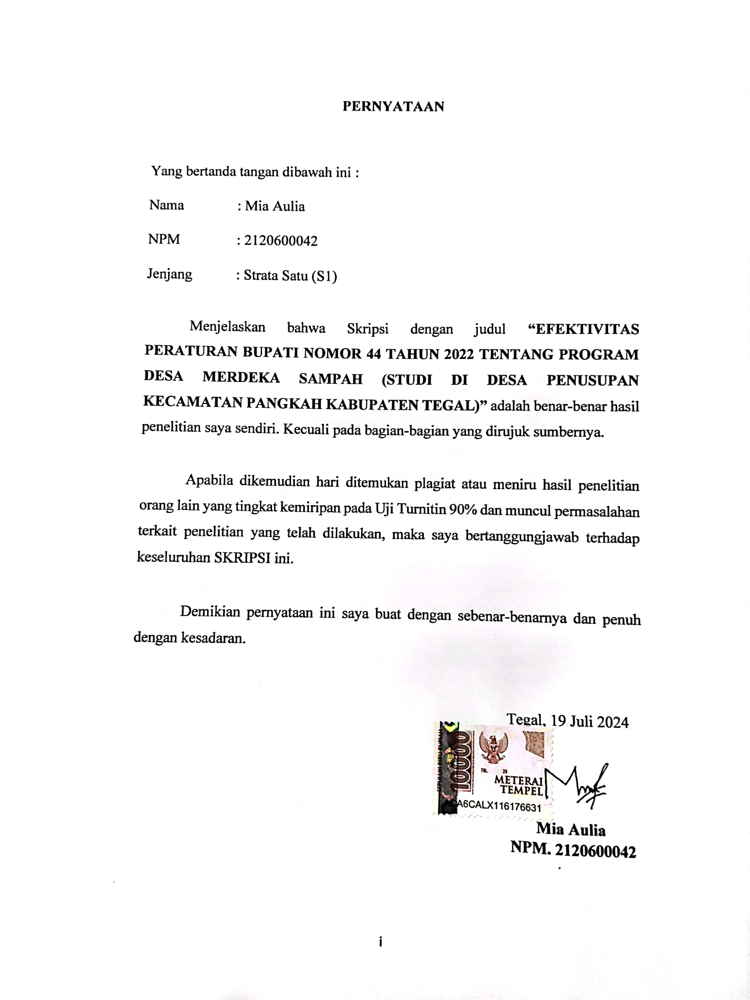 PERNYATAAN
Yang bertanda tangan dibawah ini :
Nama : Mia Aulia
NPM : 2120600042
Jenjang : Strata Satu (S1)
Menjelaskan bahwa Skripsi dengan judul “EFEKTIVITAS
PERATURAN BUPATI NOMOR 44 TAHUN 2022 TENTANG PROGRAM
DESA MERDEKA SAMPAH (STUDI DI DESA PENUSUPAN
KECAMATAN PANGKAH KABUPATEN TEGAL)” adalah benar-benar hasil
penelitian saya sendiri. Kecuali pada bagian-bagian yang dirujuk sumbernya.
Apabila dikemudian hari ditemukan plagiat atau meniru hasil penelitian
orang lain yang tingkat kemiripan pada Uji Turnitin 90% dan muncul permasalahan
terkait penelitian yang telah dilakukan, maka saya bertanggungjawab terhadap
keseluruhan SKRIPSI ini.
Demikian pernyataan ini saya buat dengan sebenar-benarnya dan penuh
dengan kesadaran.
Tegal, 19 Juli 2024
SEPULUH RIBU RUPIAH
10000
TGL. 20
METERAI
TEMPEL
A6CALX116176631
Mia Aulia
NPM. 2120600042
i